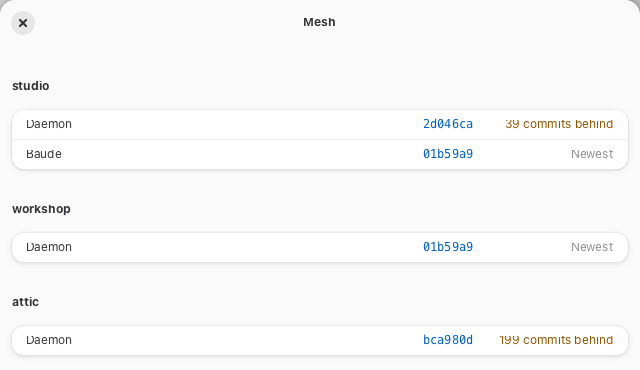 Mesh
studio
Daemon 2d046ca 39 commits behind
Baude 01b59a9 Newest
workshop
Daemon 01b59a9 Newest
attic
Daemon bca980d 199 commits behind